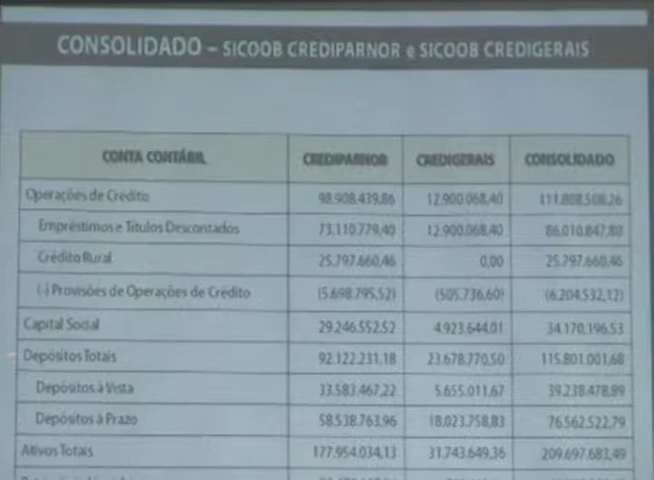 CONSOLIDADO – SICOOB CREDIPARNOR e SICOOB CREDIGERAIS
CONTA CONTÁBIL CREDIPARNOR CREDIGERAIS CONSOLIDADO
Operações de Crédito 98.908.439,86 12.900.068,40 111.808.508,26
Empréstimos e Titulos Descontados 73.110.779,40 12.900.068,40 86.010.847,80
Crédito Rural 25.797.660,46 0,00 25.797.660,46
(-) Provisões de Operações de Crédito (5.698.795,52) (505.736,60) (6.204.532,12)
Capital Social 29.246.552,52 4.923.644,01 34.170.196,53
Depósitos Totais 92.122.231,18 23.678.770,50 115.801.001,68
Depósitos à Vista 33.583.467,22 5.655.011,67 39.238.478,89
Depósitos à Prazo 58.538.763,96 18.023.758,83 76.562.522,79
Ativos Totais 177.954.034,13 31.743.649,36 209.697.683,49